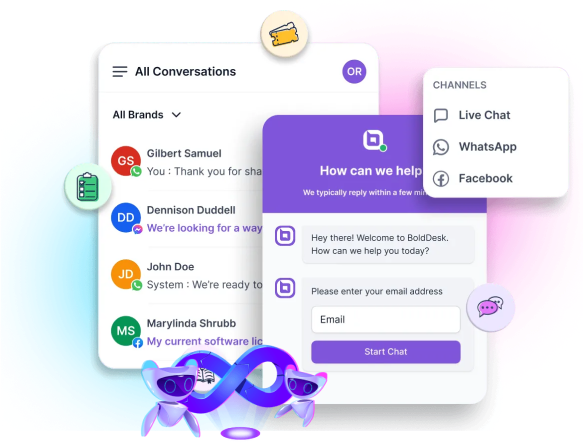 All Conversations
OR
All Brands
GS
Gilbert Samuel
You : Thank you for sha
DD
Dennison Duddell
We're looking for a way
JD
John Doe
System : We're ready to
MS
Marylinda Shrubb
My current software lic
How can we help
We typically reply within a few
Hey there! Welcome to BoldDesk.
How can we help you today?
Please enter your email address
Email
Start Chat
CHANNELS
Live Chat
WhatsApp
Facebook